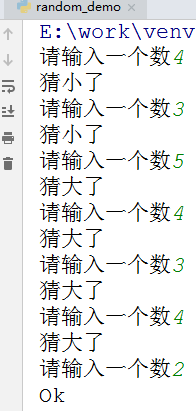 random_demo
E:\work\venv
请输入一个数4
猜小了
请输入一个数3
猜小了
请输入一个数5
猜大了
请输入一个数4
猜大了
请输入一个数3
猜大了
请输入一个数4
猜大了
请输入一个数2
Ok